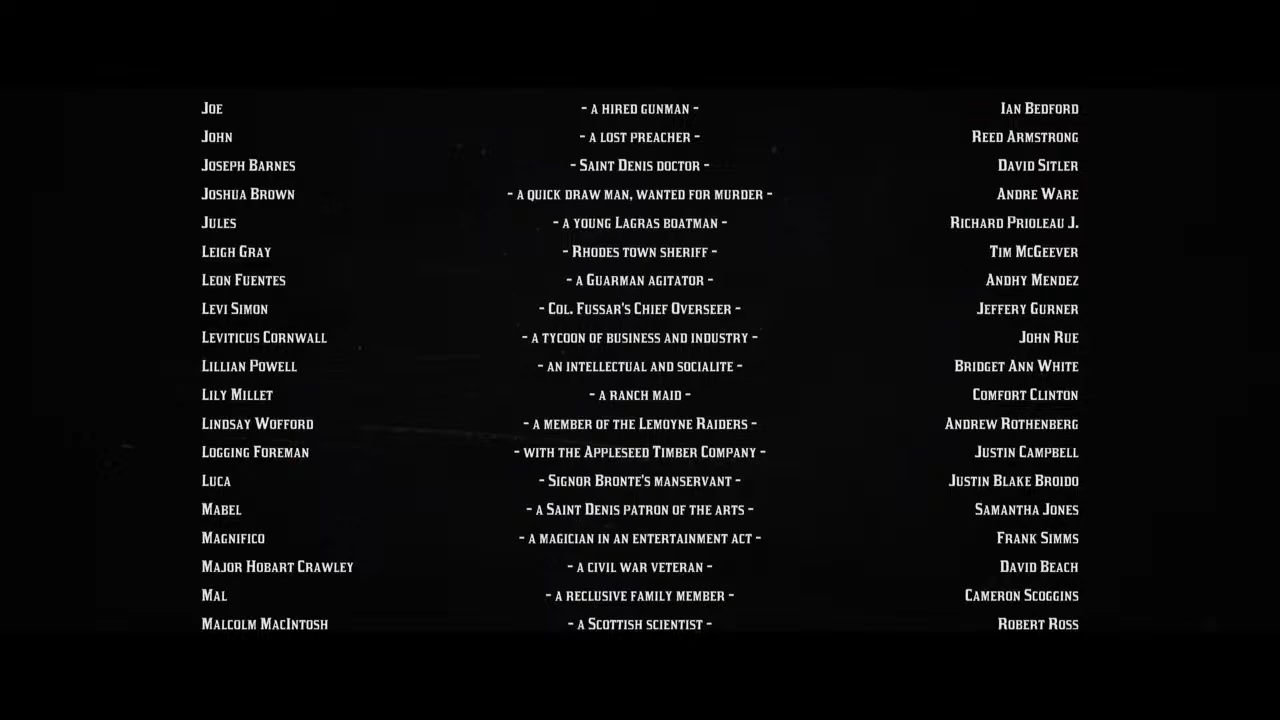 Joe - a hired gunman - Ian Bedford
John - a lost preacher - Reed Armstrong
Joseph Barnes - Saint Denis doctor - David Sitler
Joshua Brown - a quick draw man, wanted for murder - Andre Ware
Jules - a young Lagras boatman - Richard Prioleau J.
Leigh Gray - Rhodes town sheriff - Tim McGeever
Leon Fuentes - a Guarman agitator - Andhy Mendez
Levi Simon - Col. Fussar's Chief Overseer - Jeffery Gurner
Leviticus Cornwall - a tycoon of business and industry - John Rue
Lillian Powell - an intellectual and socialite - Bridget Ann White
Lily Millet - a ranch maid - Comfort Clinton
Lindsay Wofford - a member of the Lemoyne Raiders - Andrew Rothenberg
Logging Foreman - with the Appleseed Timber Company - Justin Campbell
Luca - Signor Bronte's manservant - Justin Blake Broido
Mabel - a Saint Denis patron of the arts - Samantha Jones
Magnifico - a magician in an entertainment act - Frank Simms
Major Hobart Crawley - a civil war veteran - David Beach
Mal - a reclusive family member - Cameron Scoggins
Malcolm MacIntosh - a Scottish scientist - Robert Ross